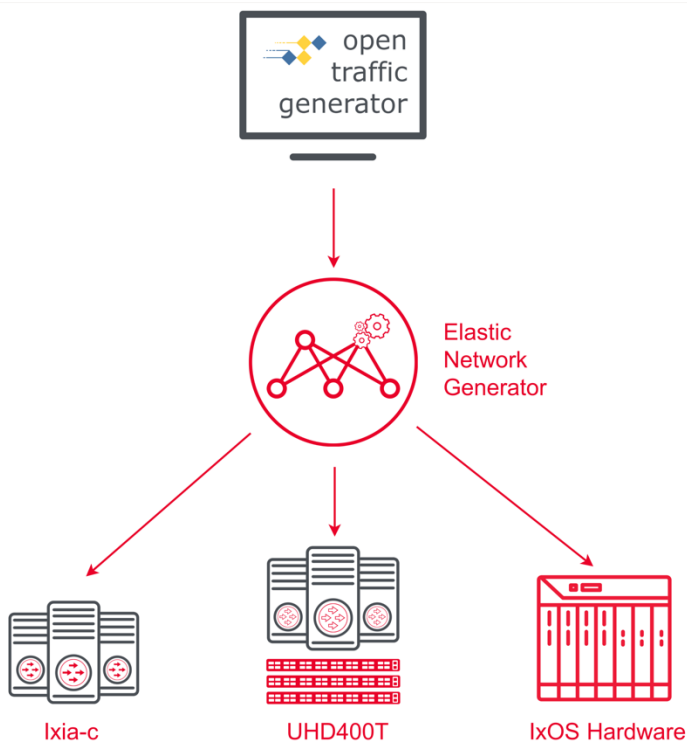 open
traffic
generator
Elastic
Network
Generator
Ixia-c
UHD400T
IxOS Hardware